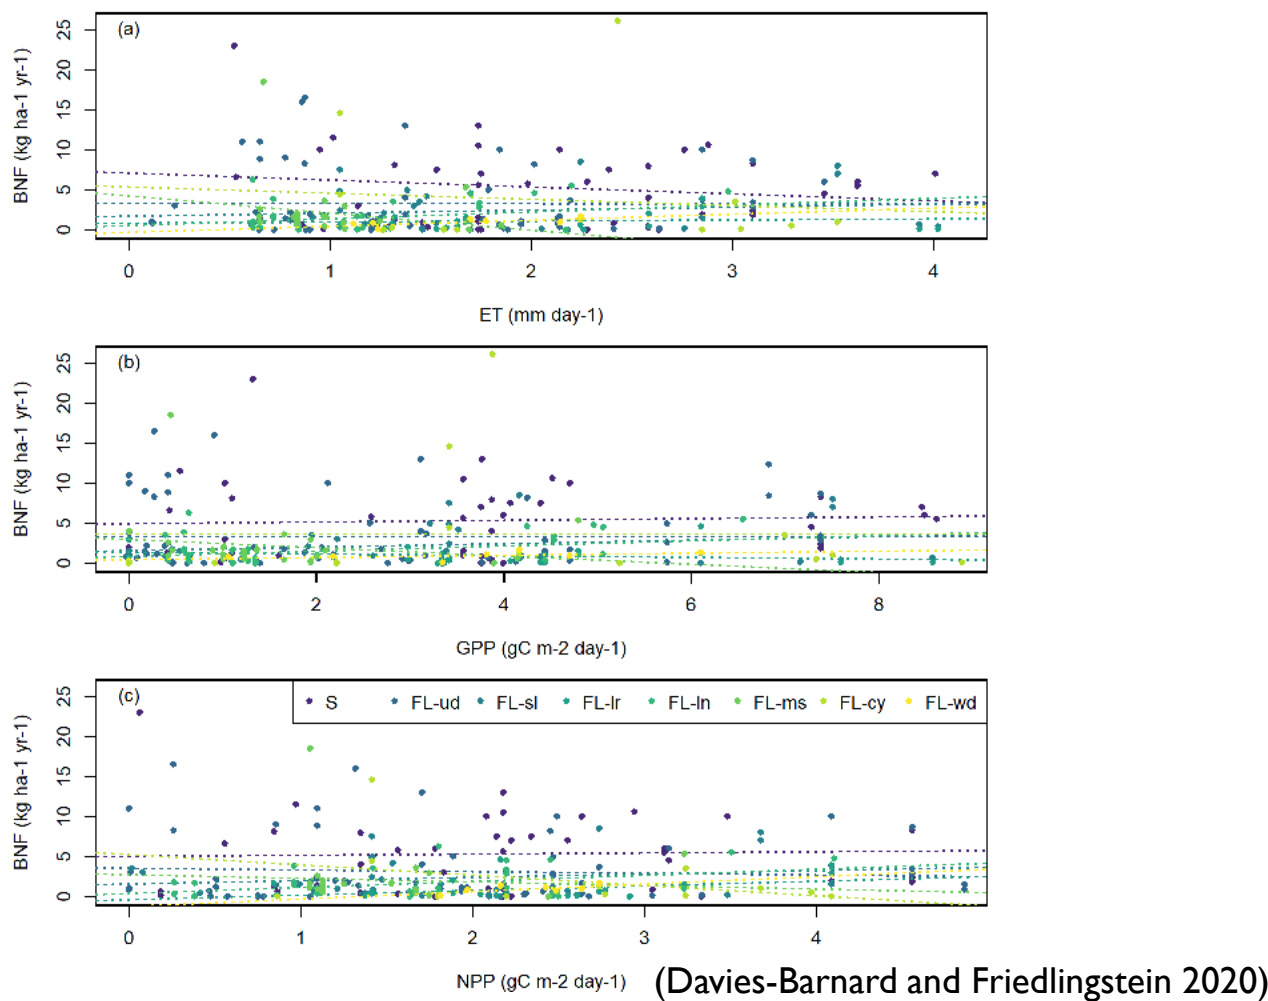 (a)
BNF (kg ha-1 yr-1)
0 5 10 15 20 25
0 1 2 3 4
ET (mm day-1)
(b)
BNF (kg ha-1 yr-1)
0 5 10 15 20 25
0 2 4 6 8
GPP (gC m-2 day-1)
(c)
S FL-ud FL-sl FL-lr FL-ln FL-ms FL-cy FL-wd
BNF (kg ha-1 yr-1)
0 5 10 15 20 25
0 1 2 3 4
NPP (gC m-2 day-1)
(Davies-Barnard and Friedlingstein 2020)